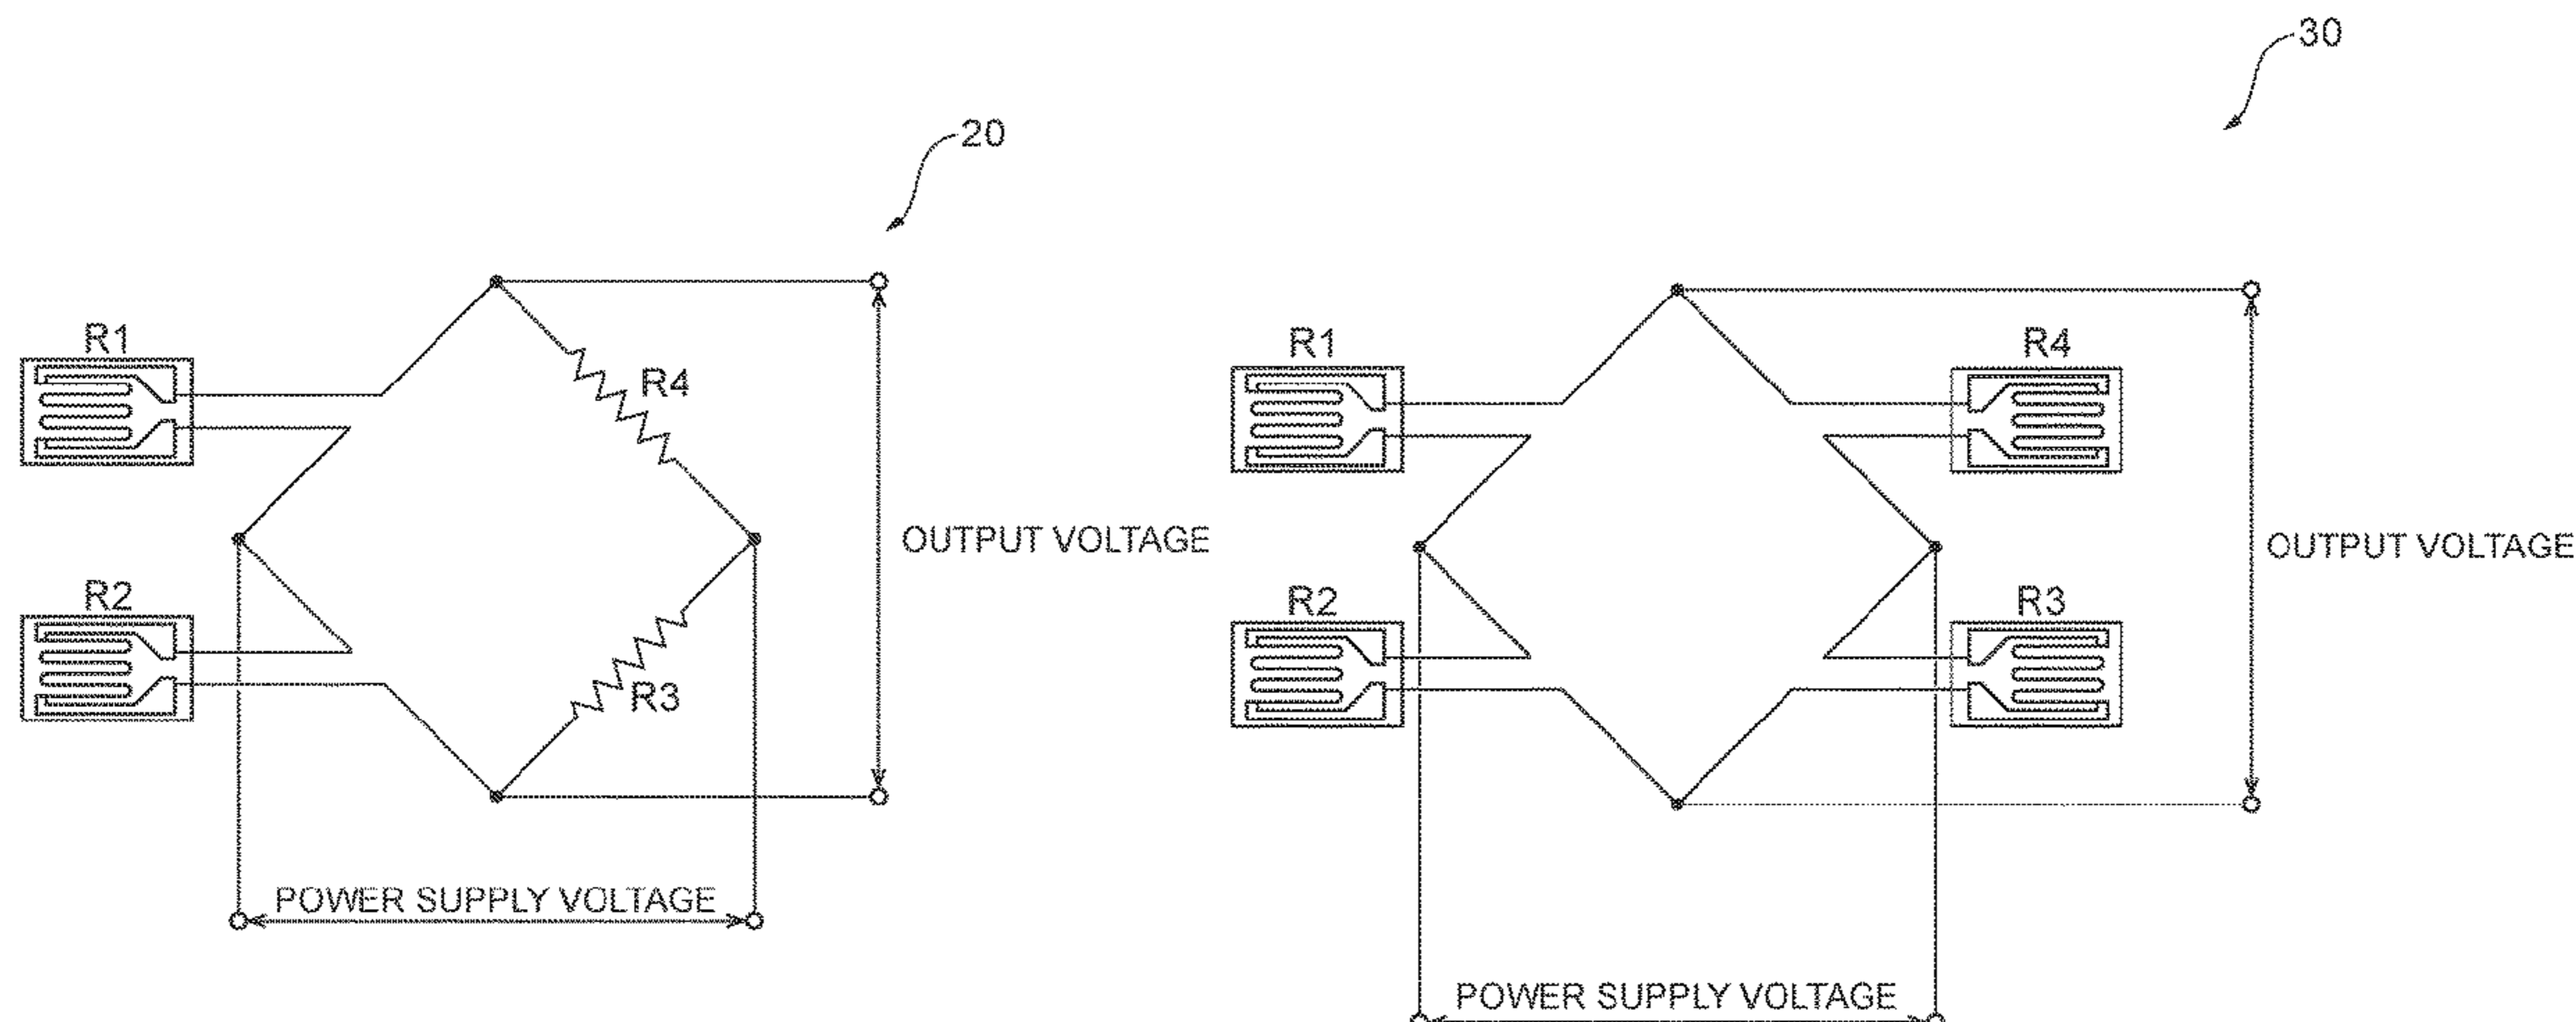 20
R1
R4
OUTPUT VOLTAGE
R2
R3
POWER SUPPLY VOLTAGE
30
R1
R4
OUTPUT VOLTAGE
R2
R3
POWER SUPPLY VOLTAGE